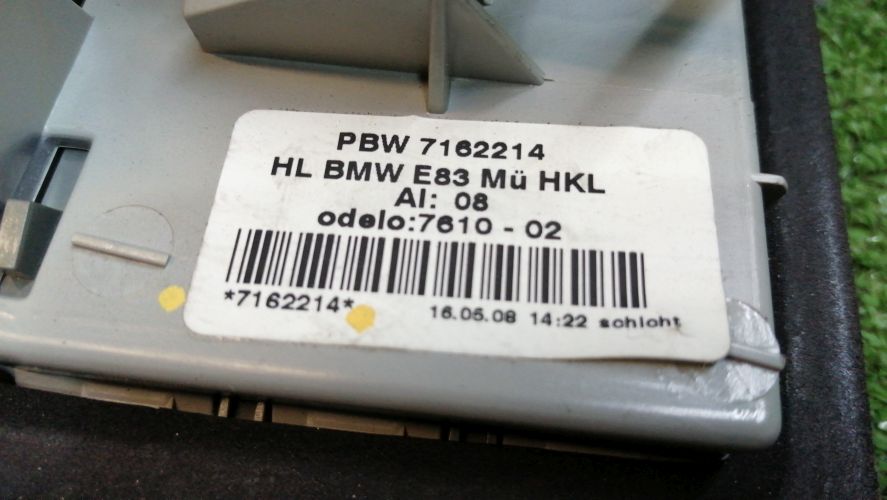 PBW 7162214
HL BMW E83 Mü HKL
AI: 08
odelo:7610 - 02
*7162214*
16.05.08 14:22 schicht